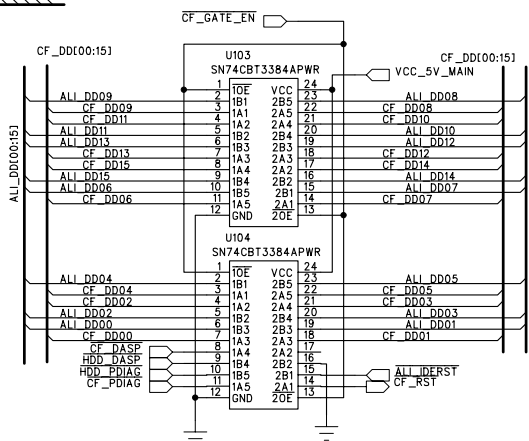 CF_GATE_EN
CF_DD[00:15]
U103
CF_DD[00:15]
SN74CBT3384APWR
VCC_5V_MAIN
1 1OE VCC 24
ALI_DD09 2 1B1 2B5 23 ALI_DD08
CF_DD09 3 1A1 2A5 22 CF_DD08
CF_DD11 4 1A2 2A4 21 CF_DD10
ALI_DD11 5 1B2 2B4 20 ALI_DD10
ALI_DD13 6 1B3 2B3 19 ALI_DD12
CF_DD13 7 1A3 2A3 18 CF_DD12
CF_DD15 8 1A4 2A2 17 CF_DD14
ALI_DD15 9 1B4 2B2 16 ALI_DD14
ALI_DD06 10 1B5 2B1 15 ALI_DD07
CF_DD06 11 1A5 2A1 14 CF_DD07
12 GND 2OE 13
ALI_DD[00:15]
U104
SN74CBT3384APWR
1 1OE VCC 24
ALI_DD04 2 1B1 2B5 23 ALI_DD05
CF_DD04 3 1A1 2A5 22 CF_DD05
CF_DD02 4 1A2 2A4 21 CF_DD03
ALI_DD02 5 1B2 2B4 20 ALI_DD03
ALI_DD00 6 1B3 2B3 19 ALI_DD01
CF_DD00 7 1A3 2A3 18 CF_DD01
CF_DASP 8 1A4 2A2 17
HDD_DASP 9 1B4 2B2 16
HDD_PDIAG 10 1B5 2B1 15 ALI_IDERST
CF_PDIAG 11 1A5 2A1 14 CF_RST
12 GND 2OE 13